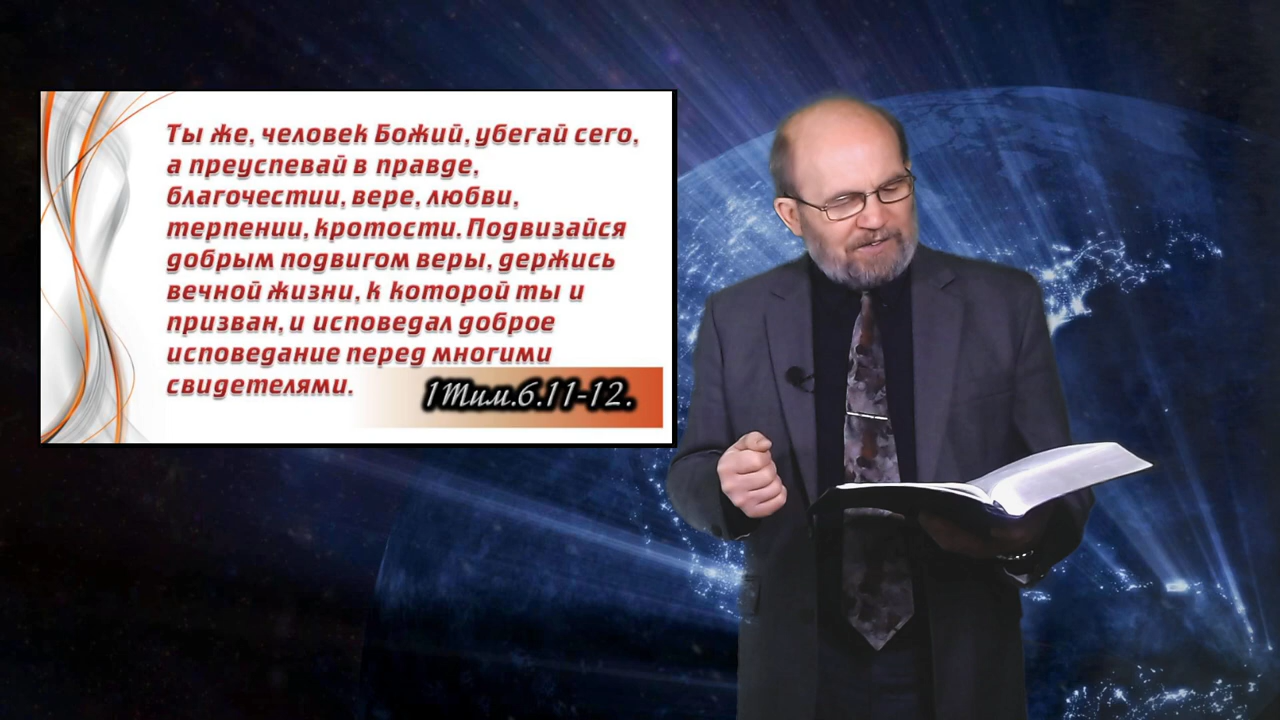 Ты же, человек Божий, убегай сего,
а преуспевай в правде,
благочестии, вере, любви,
терпении, кротости. Подвизайся
добрым подвигом веры, держись
вечной жизни, к которой ты и
призван, и исповедал доброе
исповедание перед многими
свидетелями.
1Тим.6.11-12.